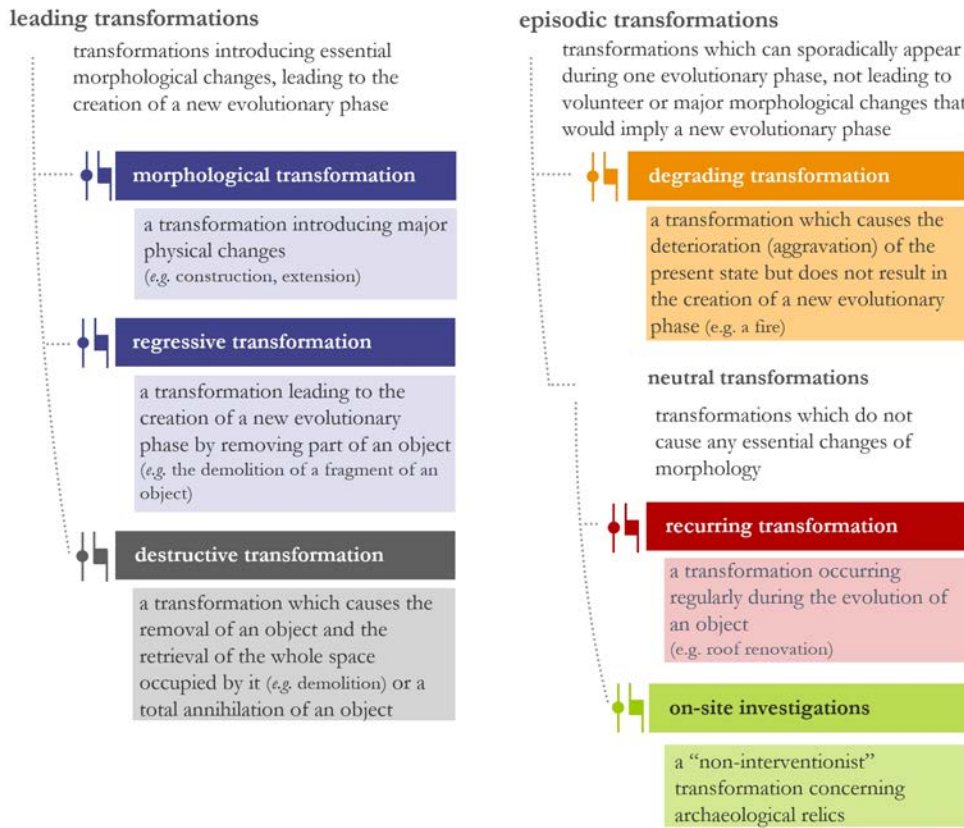 leading transformations
transformations introducing essential
morphological changes, leading to the
creation of a new evolutionary phase
morphological transformation
a transformation introducing major
physical changes
(e.g. construction, extension)
regressive transformation
a transformation leading to the
creation of a new evolutionary
phase by removing part of an object
(e.g. the demolition of a fragment of an
object)
destructive transformation
a transformation which causes the
removal of an object and the
retrieval of the whole space
occupied by it (e.g. demolition) or a
total annihilation of an object
episodic transformations
transformations which can sporadically appear
during one evolutionary phase, not leading to
volunteer or major morphological changes that
would imply a new evolutionary phase
degrading transformation
a transformation which causes the
deterioration (aggravation) of the
present state but does not result in
the creation of a new evolutionary
phase (e.g. a fire)
neutral transformations
transformations which do not
cause any essential changes of
morphology
recurring transformation
a transformation occurring
regularly during the evolution of
an object
(e.g. roof renovation)
on-site investigations
a “non-interventionist”
transformation concerning
archaeological relics